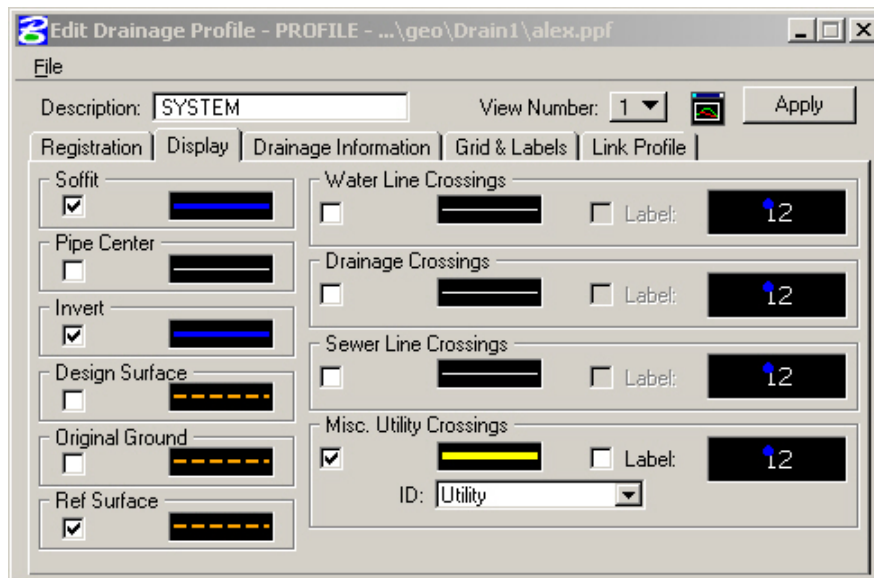 Edit Drainage Profile - PROFILE - ...\geo\Drain1\alex.ppf
File
Description: SYSTEM View Number: 1 Apply
Registration Display Drainage Information Grid & Labels Link Profile
Soffit
Pipe Center
Invert
Design Surface
Original Ground
Ref Surface
Water Line Crossings
Label: 12
Drainage Crossings
Label: 12
Sewer Line Crossings
Label: 12
Misc. Utility Crossings
Label: 12
ID: Utility